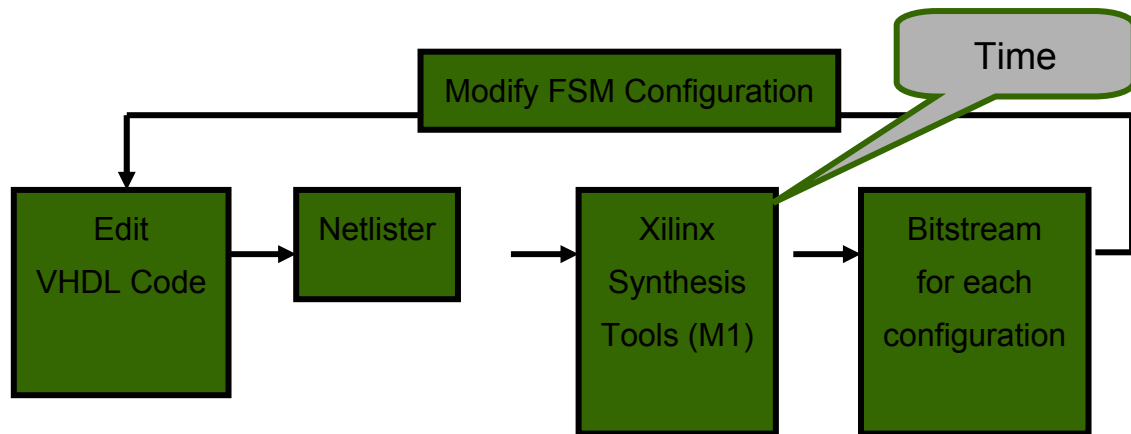 Time
Modify FSM Configuration
Edit
VHDL Code
Netlister
Xilinx
Synthesis
Tools (M1)
Bitstream
for each
configuration